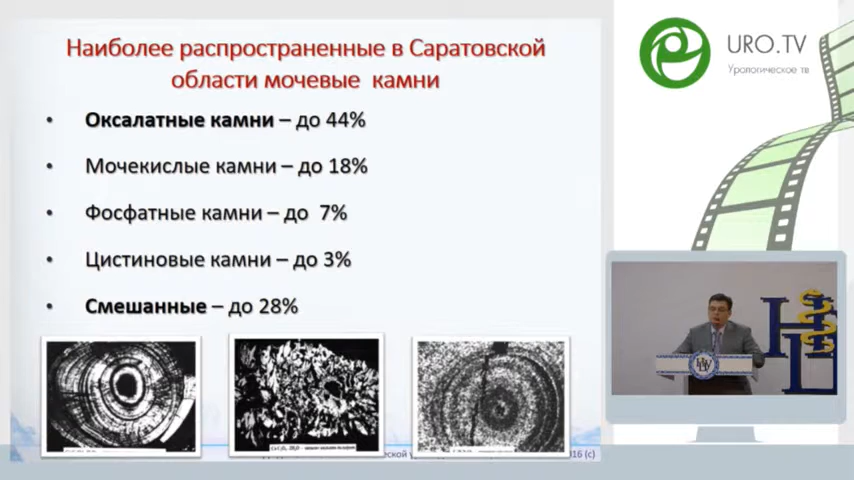 Наиболее распространенные в Саратовской
области мочевые камни
• Оксалатные камни – до 44%
• Мочекислые камни – до 18%
• Фосфатные камни – до 7%
• Цистиновые камни – до 3%
• Смешанные – до 28%
URO.TV
Урологическое тв